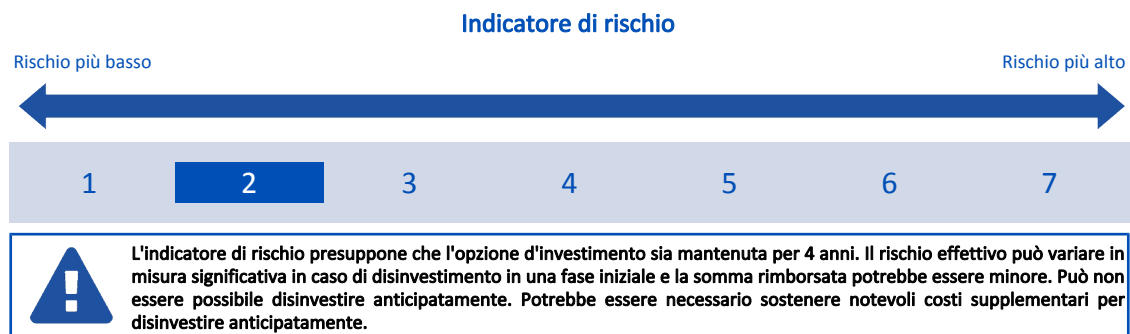 Indicatore di rischio
Rischio più basso
Rischio più alto
1 2 3 4 5 6 7
L'indicatore di rischio presuppone che l'opzione d'investimento sia mantenuta per 4 anni. Il rischio effettivo può variare in
misura significativa in caso di disinvestimento in una fase iniziale e la somma rimborsata potrebbe essere minore. Può non
essere possibile disinvestire anticipatamente. Potrebbe essere necessario sostenere notevoli costi supplementari per
disinvestire anticipatamente.